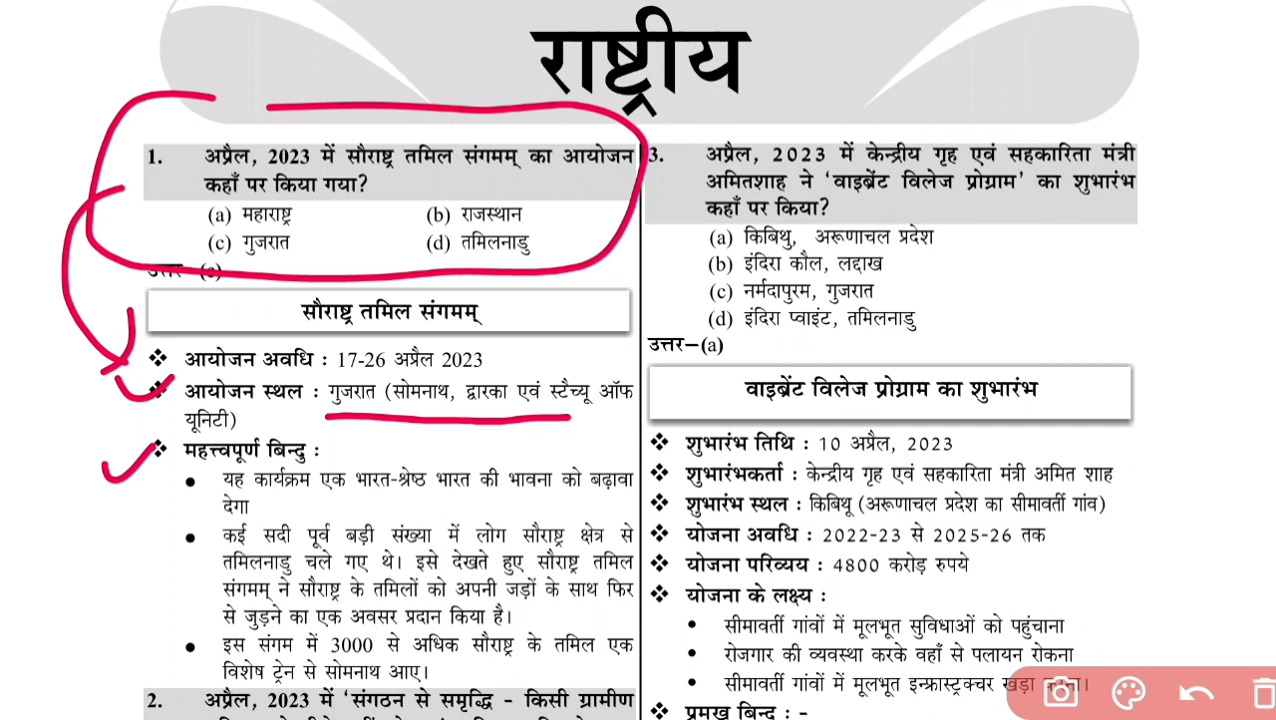 राष्ट्रीय
1. अप्रैल, 2023 में सौराष्ट्र तमिल संगमम् का आयोजन
कहाँ पर किया गया?
(a) महाराष्ट्र (b) राजस्थान
(c) गुजरात (d) तमिलनाडु
उत्तर–(c)
सौराष्ट्र तमिल संगमम्
❖ आयोजन अवधि : 17-26 अप्रैल 2023
❖ आयोजन स्थल : गुजरात (सोमनाथ, द्वारका एवं स्टैच्यू ऑफ
यूनिटी)
❖ महत्त्वपूर्ण बिन्दु :
● यह कार्यक्रम एक भारत-श्रेष्ठ भारत की भावना को बढ़ावा
देगा
● कई सदी पूर्व बड़ी संख्या में लोग सौराष्ट्र क्षेत्र से
तमिलनाडु चले गए थे। इसे देखते हुए सौराष्ट्र तमिल
संगमम् ने सौराष्ट्र के तमिलों को अपनी जड़ों के साथ फिर
से जुड़ने का एक अवसर प्रदान किया है।
● इस संगम में 3000 से अधिक सौराष्ट्र के तमिल एक
विशेष ट्रेन से सोमनाथ आए।
2. अप्रैल, 2023 में ‘संगठन से समृद्धि - किसी ग्रामीण
3. अप्रैल, 2023 में केन्द्रीय गृह एवं सहकारिता मंत्री
अमितशाह ने ‘वाइब्रेंट विलेज प्रोग्राम’ का शुभारंभ
कहाँ पर किया?
(a) किबिथु, अरूणाचल प्रदेश
(b) इंदिरा कौल, लद्दाख
(c) नर्मदापुरम, गुजरात
(d) इंदिरा प्वाइंट, तमिलनाडु
उत्तर–(a)
वाइब्रेंट विलेज प्रोग्राम का शुभारंभ
❖ शुभारंभ तिथि : 10 अप्रैल, 2023
❖ शुभारंभकर्ता : केन्द्रीय गृह एवं सहकारिता मंत्री अमित शाह
❖ शुभारंभ स्थल : किबिथू (अरूणाचल प्रदेश का सीमावर्ती गांव)
❖ योजना अवधि : 2022-23 से 2025-26 तक
❖ योजना परिव्यय : 4800 करोड़ रुपये
❖ योजना के लक्ष्य :
● सीमावर्ती गांवों में मूलभूत सुविधाओं को पहुंचाना
● रोजगार की व्यवस्था करके वहाँ से पलायन रोकना
● सीमावर्ती गांवों में मूलभूत इन्फ्रास्ट्रक्चर खड़ा करना।
❖ प्रमुख बिन्दु : -